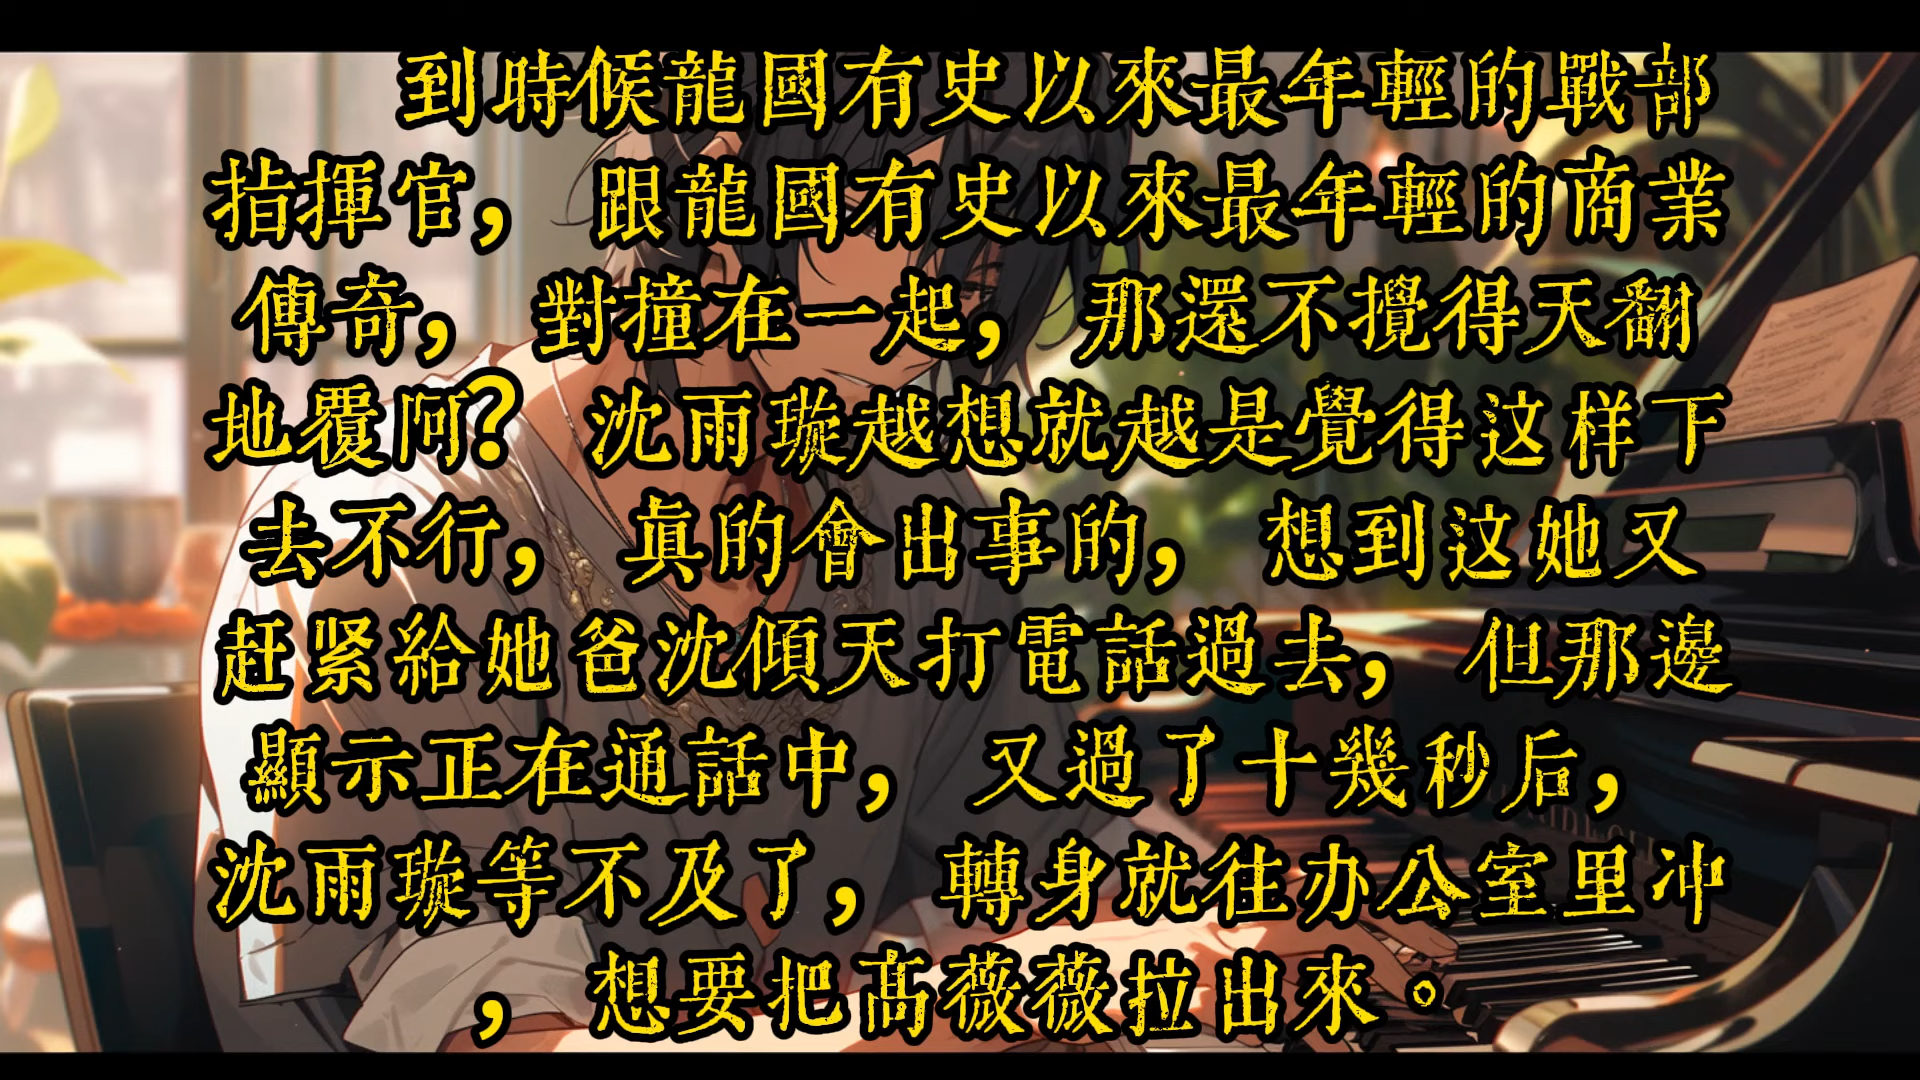 到時候龍國有史以來最年輕的戰部
指揮官，跟龍國有史以來最年輕的商業
傳奇，對撞在一起，那還不攪得天翻
地覆阿？沈雨璇越想就越是覺得这样下
去不行，真的會出事的，想到这她又
赶紧給她爸沈傾天打電話過去，但那邊
顯示正在通話中，又過了十幾秒后，
沈雨璇等不及了，轉身就往办公室里冲
，想要把高薇薇拉出來。